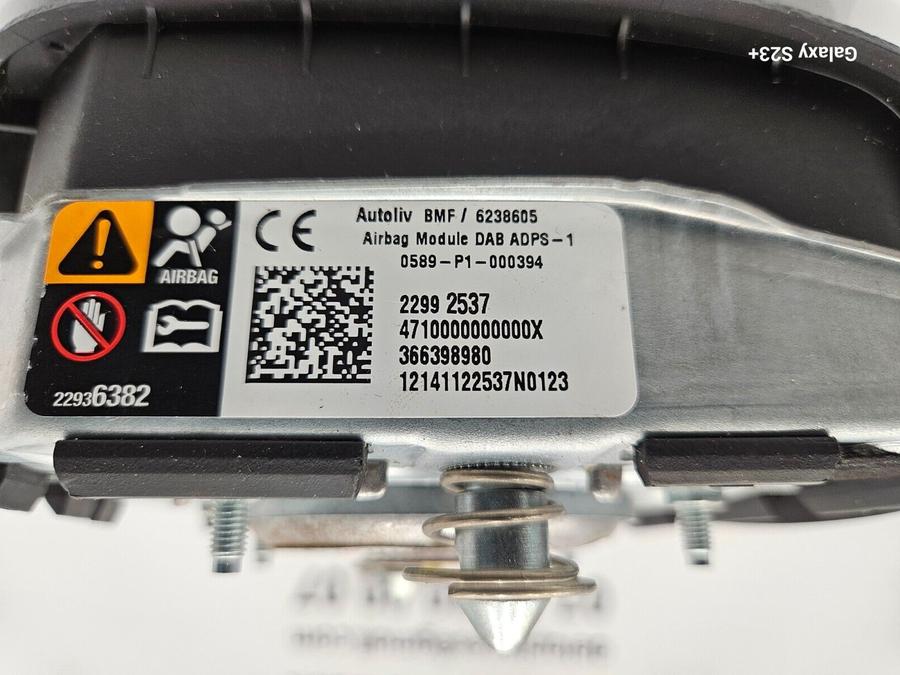 Galaxy S23+
CE
Autoliv BMF / 6238605
Airbag Module DAB ADPS-1
0589-P1-000394
AIRBAG
2299 2537
4710000000000X
366398980
12141122537N0123
22936382